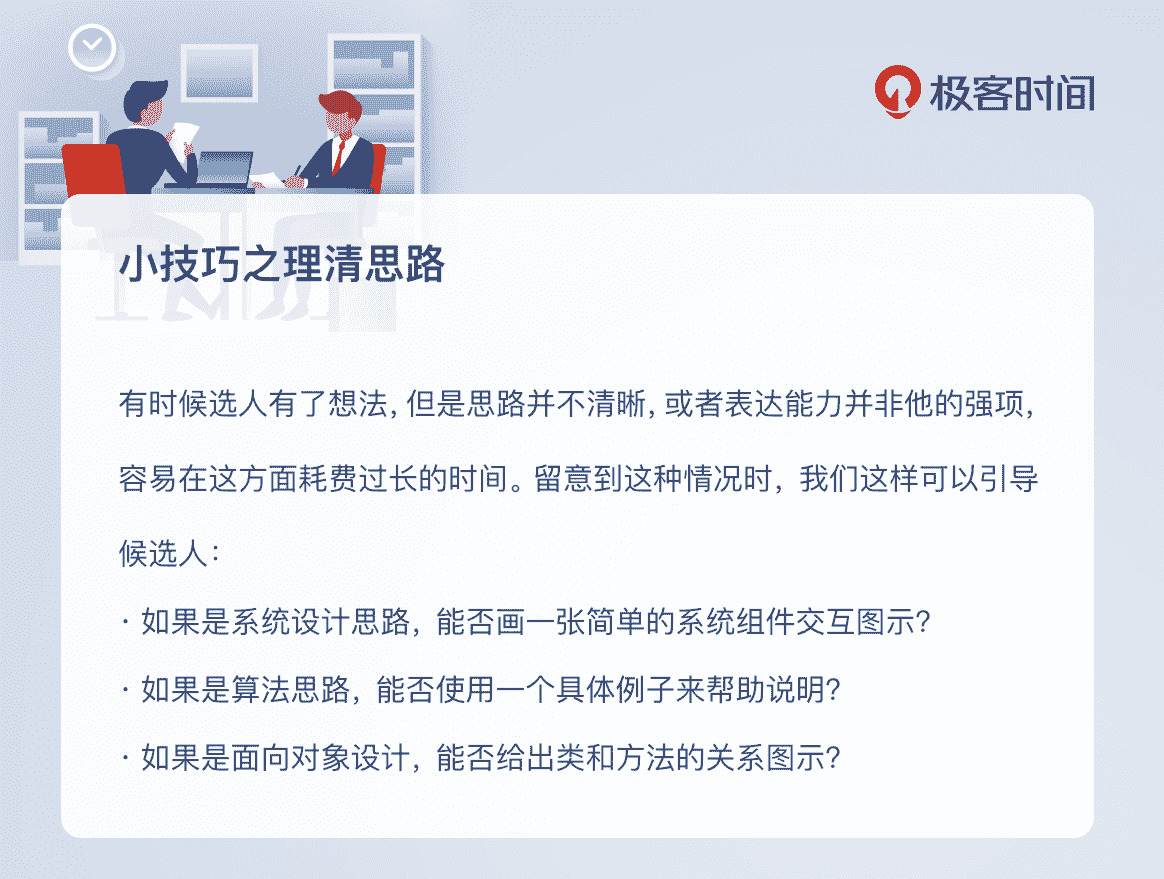 极客时间
小技巧之理清思路
有时候选人有了想法，但是思路并不清晰，或者表达能力并非他的强项，
容易在这方面耗费过长的时间。留意到这种情况时，我们这样可以引导
候选人：
· 如果是系统设计思路，能否画一张简单的系统组件交互图示？
· 如果是算法思路，能否使用一个具体例子来帮助说明？
· 如果是面向对象设计，能否给出类和方法的关系图示？